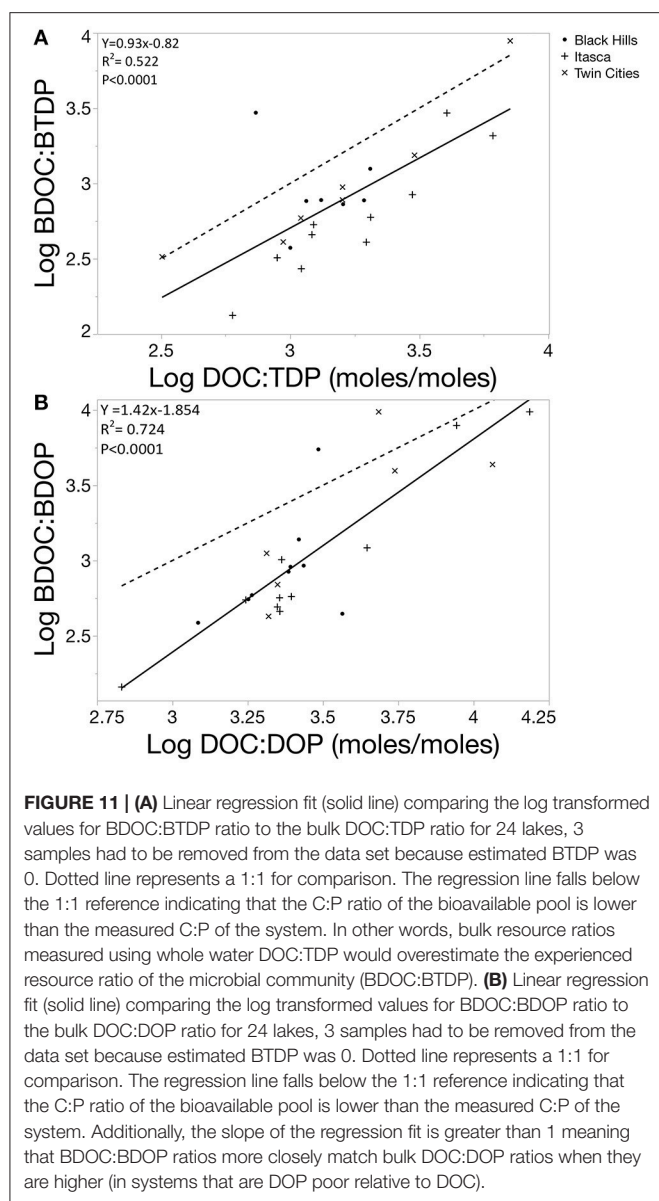 A
Y=0.93x-0.82
R²= 0.522
P<0.0001
Black Hills
Itasca
Twin Cities
4
3.5
3
2.5
2
Log BDOC:BTDP
2.5
3
3.5
4
Log DOC:TDP (moles/moles)
B
Y =1.42x-1.854
R²= 0.724
P<0.0001
4
3.5
3
2.5
Log BDOC:BDOP
2.75
3
3.25
3.5
3.75
4
4.25
Log DOC:DOP (moles/moles)
FIGURE 11 | (A) Linear regression fit (solid line) comparing the log transformed
values for BDOC:BTDP ratio to the bulk DOC:TDP ratio for 24 lakes, 3
samples had to be removed from the data set because estimated BTDP was
0. Dotted line represents a 1:1 for comparison. The regression line falls below
the 1:1 reference indicating that the C:P ratio of the bioavailable pool is lower
than the measured C:P of the system. In other words, bulk resource ratios
measured using whole water DOC:TDP would overestimate the experienced
resource ratio of the microbial community (BDOC:BTDP). (B) Linear regression
fit (solid line) comparing the log transformed values for BDOC:BDOP ratio to
the bulk DOC:DOP ratio for 24 lakes, 3 samples had to be removed from the
data set because estimated BTDP was 0. Dotted line represents a 1:1 for
comparison. The regression line falls below the 1:1 reference indicating that
the C:P ratio of the bioavailable pool is lower than the measured C:P of the
system. Additionally, the slope of the regression fit is greater than 1 meaning
that BDOC:BDOP ratios more closely match bulk DOC:DOP ratios when they
are higher (in systems that are DOP poor relative to DOC).